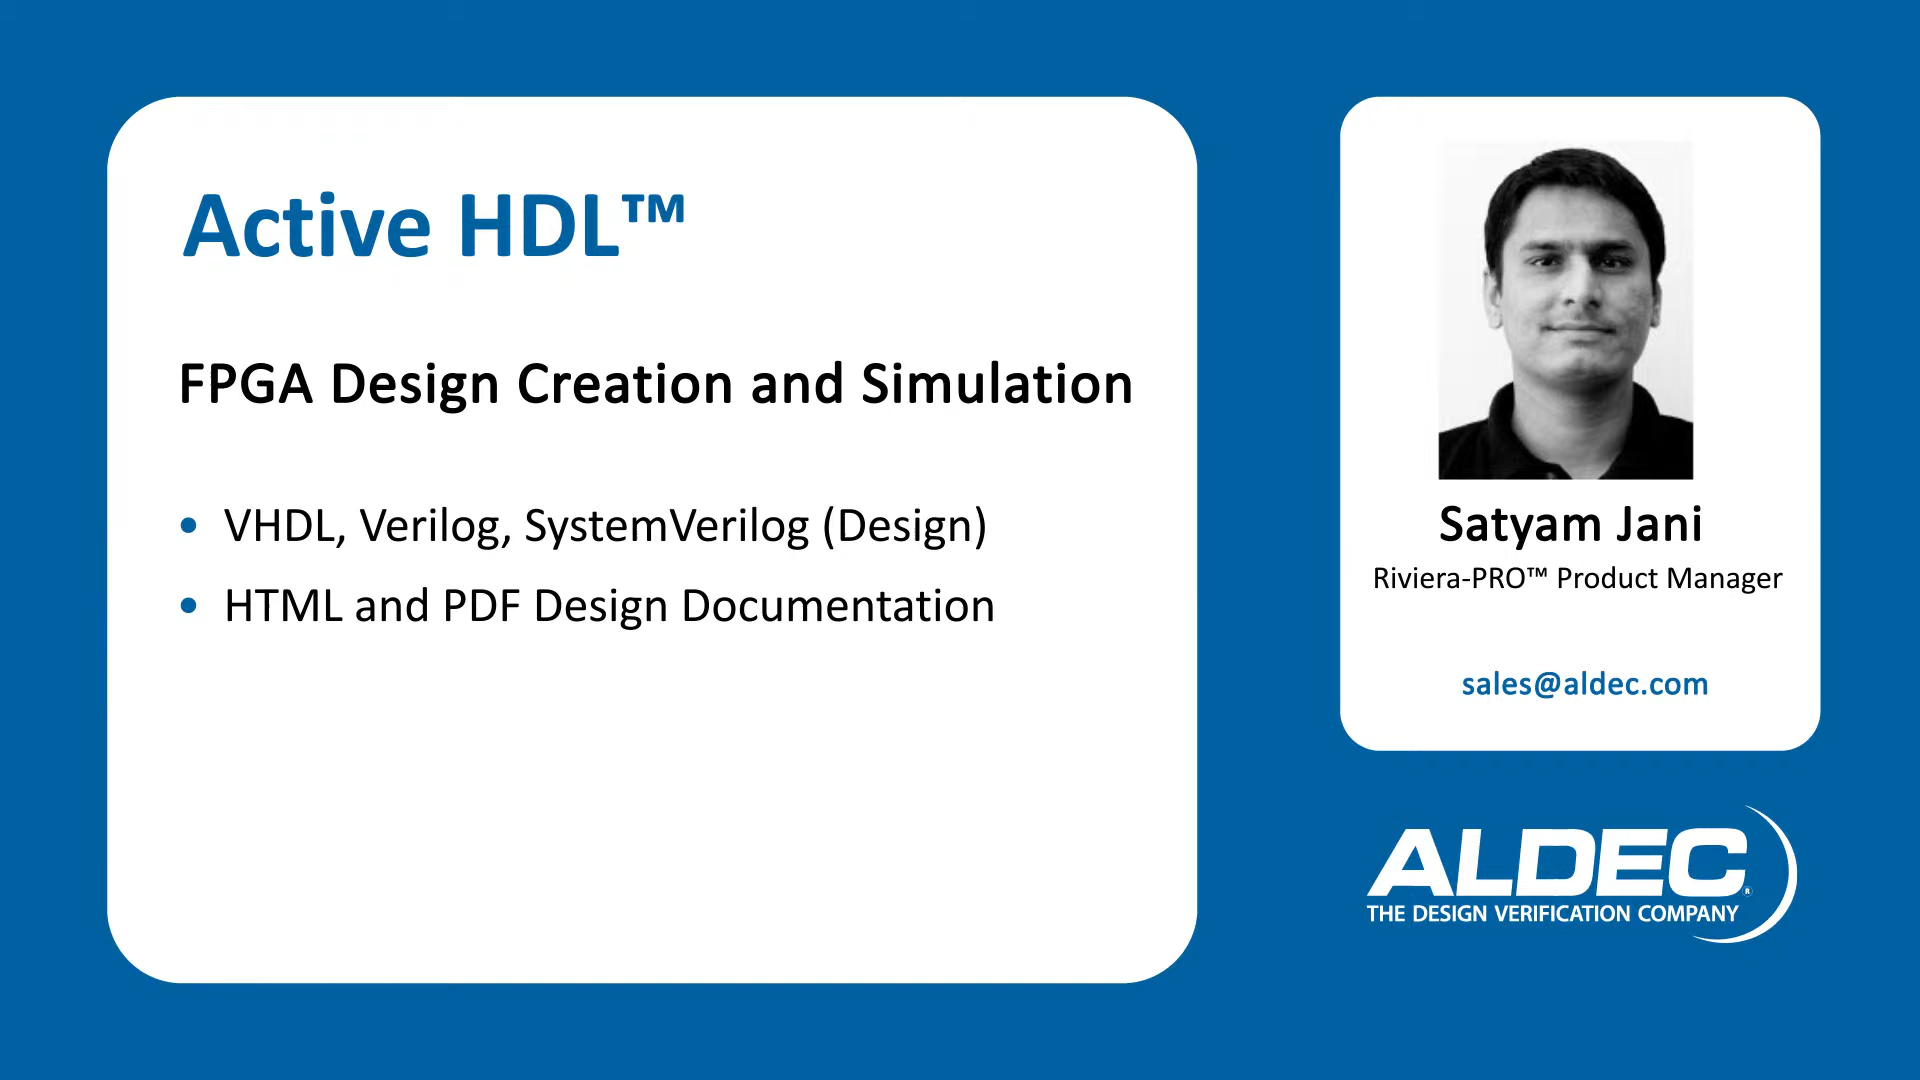 Active HDL™
FPGA Design Creation and Simulation
• VHDL, Verilog, SystemVerilog (Design)
• HTML and PDF Design Documentation
Satyam Jani
Riviera-PRO™ Product Manager
sales@aldec.com
ALDEC®
THE DESIGN VERIFICATION COMPANY